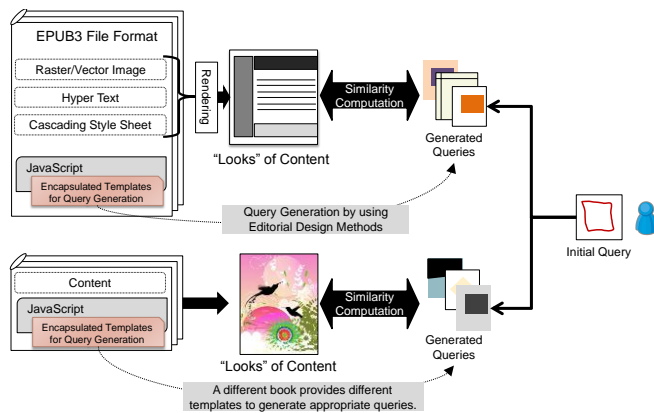 EPUB3 File Format
Raster/Vector Image
Hyper Text
Cascading Style Sheet
JavaScript
Encapsulated Templates
for Query Generation
Rendering
“Looks” of Content
Similarity
Computation
Generated
Queries
Query Generation by using
Editorial Design Methods
Initial Query
Content
JavaScript
Encapsulated Templates
for Query Generation
“Looks” of Content
Similarity
Computation
Generated
Queries
A different book provides different
templates to generate appropriate queries.